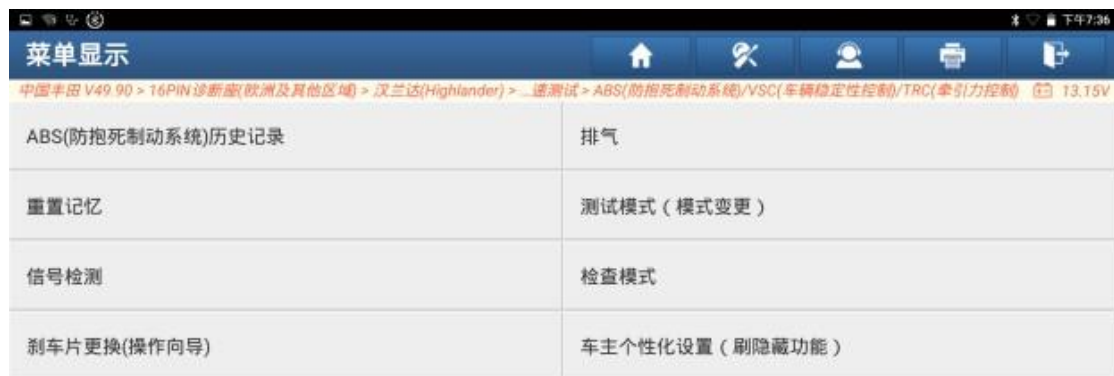 下午7:36
菜单显示
中国丰田 V49.90 > 16PIN诊断座(欧洲及其他区域) > 汉兰达(Highlander) > ...速测试 > ABS(防抱死制动系统)/VSC(车辆稳定性控制)/TRC(牵引力控制) 13.15V
ABS(防抱死制动系统)历史记录
排气
重置记忆
测试模式（模式变更）
信号检测
检查模式
刹车片更换(操作向导)
车主个性化设置（刷隐藏功能）